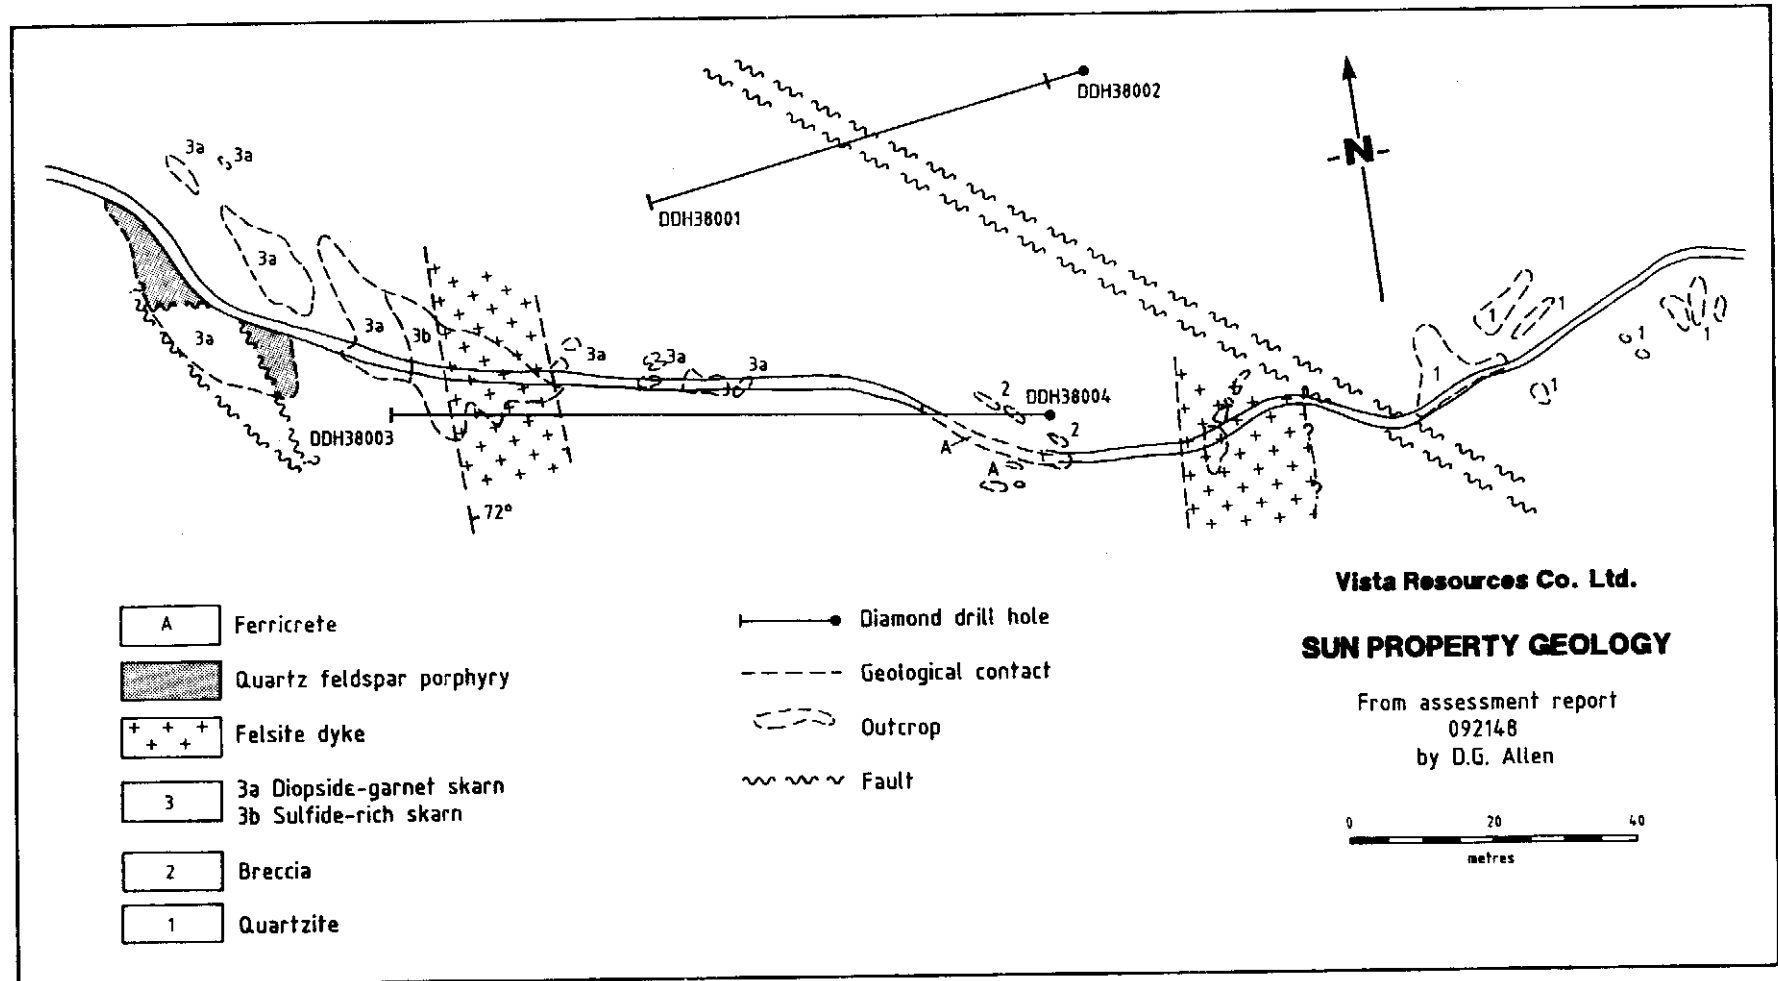 3a
3a
DDH38002
N
DDH38001
3a
3a
3b
3a
3a
3a
3a
2
DDH38004
DDH38003
2
A
A
1
1
1
1
1
1
?
?
72°
Vista Resources Co. Ltd.
SUN PROPERTY GEOLOGY
From assessment report
092148
by D.G. Allen
0 20 40
metres
A Ferricrete
Quartz feldspar porphyry
Felsite dyke
3 3a Diopside-garnet skarn
3b Sulfide-rich skarn
2 Breccia
1 Quartzite
Diamond drill hole
Geological contact
Outcrop
Fault